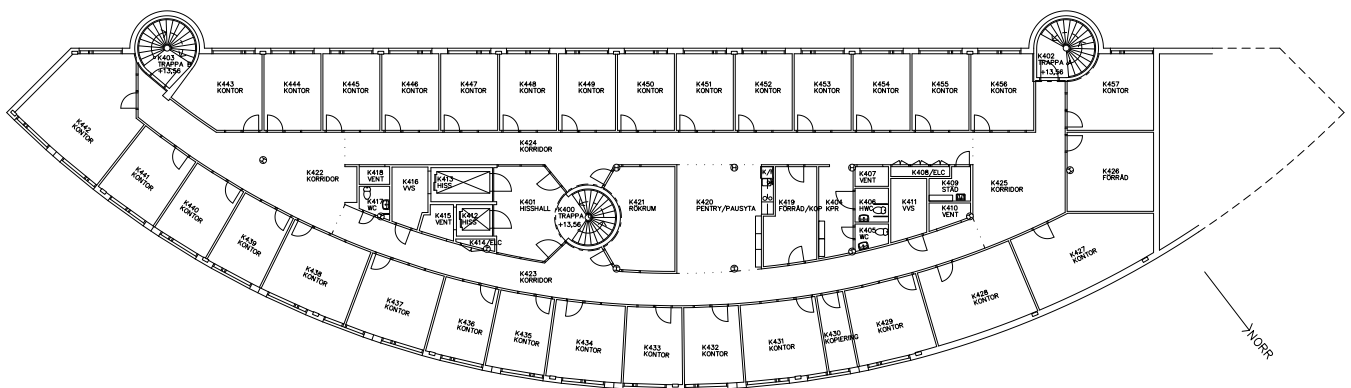 K403
TRAPPA B
+13,56
K402
TRAPPA A
+13,56
K443
KONTOR
K444
KONTOR
K445
KONTOR
K446
KONTOR
K447
KONTOR
K448
KONTOR
K449
KONTOR
K450
KONTOR
K451
KONTOR
K452
KONTOR
K453
KONTOR
K454
KONTOR
K455
KONTOR
K456
KONTOR
K457
KONTOR
K442
KONTOR
K424
KORRIDOR
K422
KORRIDOR
K418
VENT
K416
VVS
K413
HISS
K417
WC
K415
VENT
K412
HISS
K414/ELC
K401
HISSHALL
K400
TRAPPA
+13,56
K421
RÖKRUM
K420
PENTRY/PAUSYTA
K/F
K419
FÖRRÅD/KOP
K404
KPR
K407
VENT
K408/ELC
K406
HWC
K405
WC
K411
VVS
K409
STÄD
K410
VENT
K425
KORRIDOR
K426
FÖRRÅD
K441
KONTOR
K440
KONTOR
K439
KONTOR
K438
KONTOR
K423
KORRIDOR
K437
KONTOR
K436
KONTOR
K435
KONTOR
K434
KONTOR
K433
KONTOR
K432
KONTOR
K431
KONTOR
K430
KOPIERING
K429
KONTOR
K428
KONTOR
K427
KONTOR
NORR